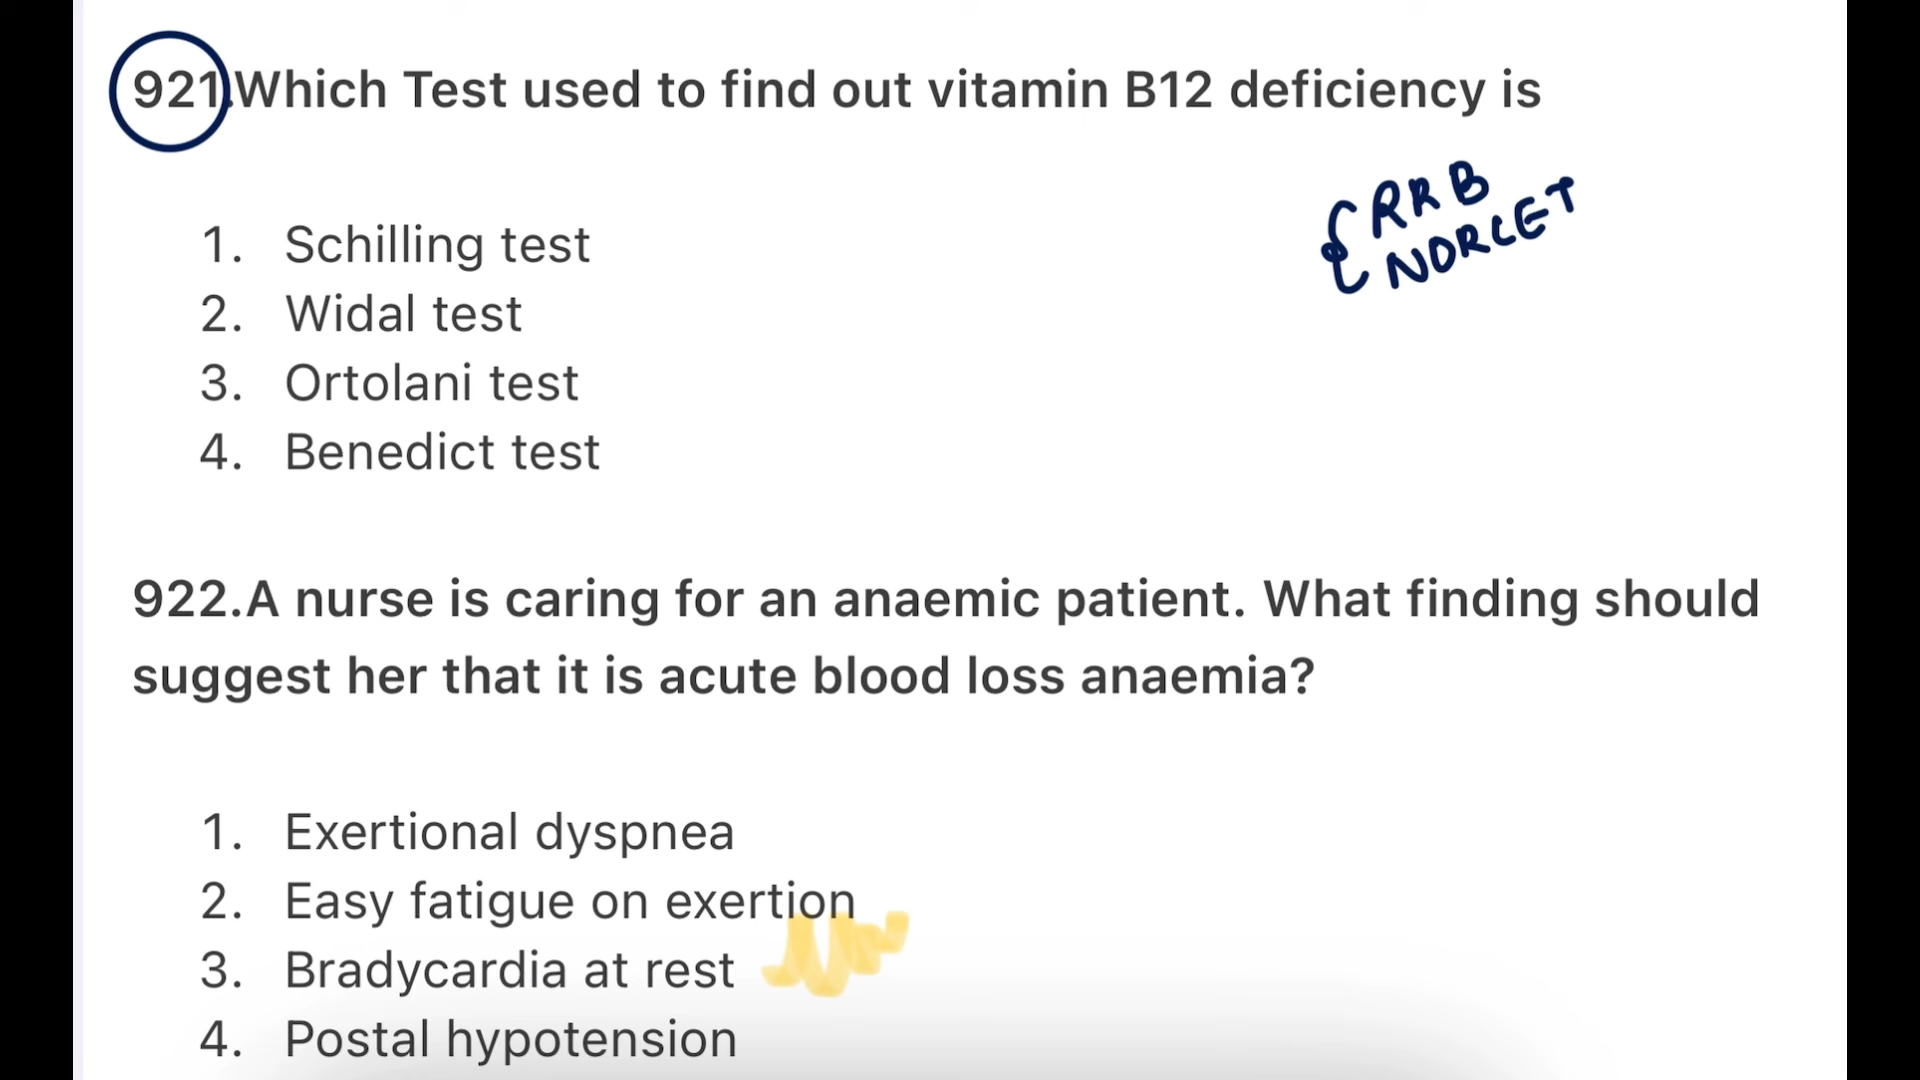 921.Which Test used to find out vitamin B12 deficiency is
RRB
NORCET
1. Schilling test
2. Widal test
3. Ortolani test
4. Benedict test
922.A nurse is caring for an anaemic patient. What finding should
suggest her that it is acute blood loss anaemia?
1. Exertional dyspnea
2. Easy fatigue on exertion
3. Bradycardia at rest
4. Postal hypotension